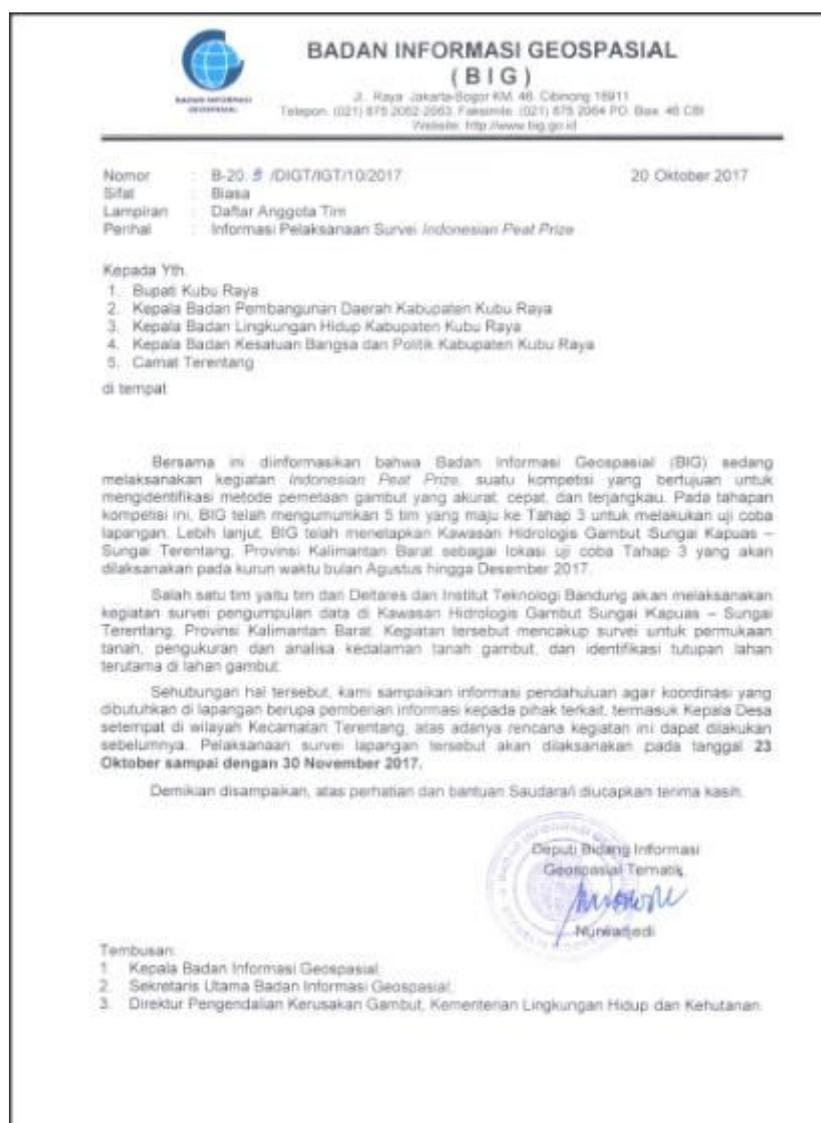 BADAN INFORMASI GEOSPASIAL
BADAN INFORMASI GEOSPASIAL
( B I G )
Jl. Raya Jakarta-Bogor KM. 46 Cibinong 16911
Telepon. (021) 875 2062-2063 Faksimile. (021) 875 2064 PO. Box. 46 CBI
Website: http://www.big.go.id
Nomor : B-20. /DIGT/IGT/10/2017 20 Oktober 2017
Sifat : Biasa
Lampiran : Daftar Anggota Tim
Perihal : Informasi Pelaksanaan Survei Indonesian Peat Prize
Kepada Yth.
1. Bupati Kubu Raya
2. Kepala Badan Pembangunan Daerah Kabupaten Kubu Raya
3. Kepala Badan Lingkungan Hidup Kabupaten Kubu Raya
4. Kepala Badan Kesatuan Bangsa dan Politik Kabupaten Kubu Raya
5. Camat Terentang
di tempat
Bersama ini diinformasikan bahwa Badan Informasi Geospasial (BIG) sedang
melaksanakan kegiatan Indonesian Peat Prize, suatu kompetisi yang bertujuan untuk
mengidentifikasi metode pemetaan gambut yang akurat, cepat, dan terjangkau. Pada tahapan
kompetisi ini, BIG telah mengumumkan 5 tim yang maju ke Tahap 3 untuk melakukan uji coba
lapangan. Lebih lanjut, BIG telah menetapkan Kawasan Hidrologis Gambut Sungai Kapuas –
Sungai Terentang, Provinsi Kalimantan Barat sebagai lokasi uji coba Tahap 3 yang akan
dilaksanakan pada kurun waktu bulan Agustus hingga Desember 2017.
Salah satu tim yaitu tim dari Deltares dan Institut Teknologi Bandung akan melaksanakan
kegiatan survei pengumpulan data di Kawasan Hidrologis Gambut Sungai Kapuas – Sungai
Terentang, Provinsi Kalimantan Barat. Kegiatan tersebut mencakup survei untuk permukaan
tanah, pengukuran dan analisa kedalaman tanah gambut, dan identifikasi tutupan lahan
terutama di lahan gambut.
Sehubungan hal tersebut, kami sampaikan informasi pendahuluan agar koordinasi yang
dibutuhkan di lapangan berupa pemberian informasi kepada pihak terkait, termasuk Kepala Desa
setempat di wilayah Kecamatan Terentang, atas adanya rencana kegiatan ini dapat dilakukan
sebelumnya. Pelaksanaan survei lapangan tersebut akan dilaksanakan pada tanggal 23
Oktober sampai dengan 30 November 2017.
Demikian disampaikan, atas perhatian dan bantuan Saudara/i diucapkan terima kasih.
Deputi Bidang Informasi
Geospasial Tematik,
Nurwadjedi
Tembusan:
1. Kepala Badan Informasi Geospasial;
2. Sekretaris Utama Badan Informasi Geospasial;
3. Direktur Pengendalian Kerusakan Gambut, Kementerian Lingkungan Hidup dan Kehutanan.